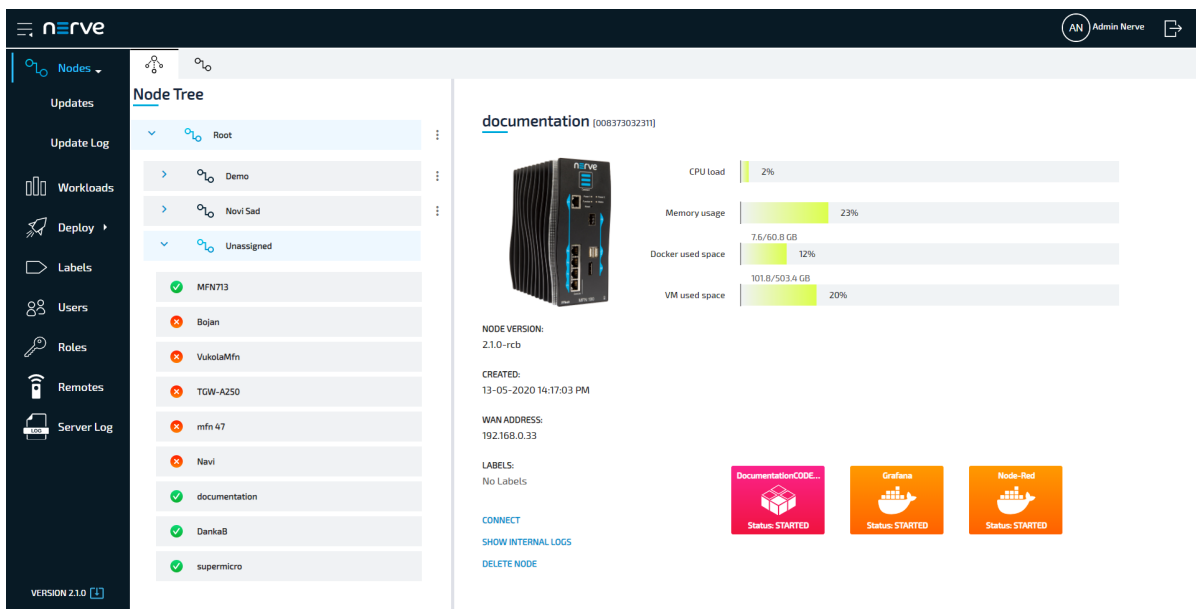 nerve
AN Admin Nerve
Nodes
Updates
Update Log
Workloads
Deploy
Labels
Users
Roles
Remotes
LOG Server Log
VERSION 2.1.0
Node Tree
Root
Demo
Novi Sad
Unassigned
MFN713
Bojan
VukolaMfn
TGW-A250
mfn 47
Navi
documentation
DankaB
supermicro
documentation [008373032311]
nerve
CPU load 2%
Memory usage 23%
7.6/60.8 GB
Docker used space 12%
101.8/503.4 GB
VM used space 20%
NODE VERSION:
2.1.0-rcb
CREATED:
13-05-2020 14:17:03 PM
WAN ADDRESS:
192.168.0.33
LABELS:
No Labels
CONNECT
SHOW INTERNAL LOGS
DELETE NODE
DocumentationCODE...
Status: STARTED
Grafana
Status: STARTED
Node-Red
Status: STARTED